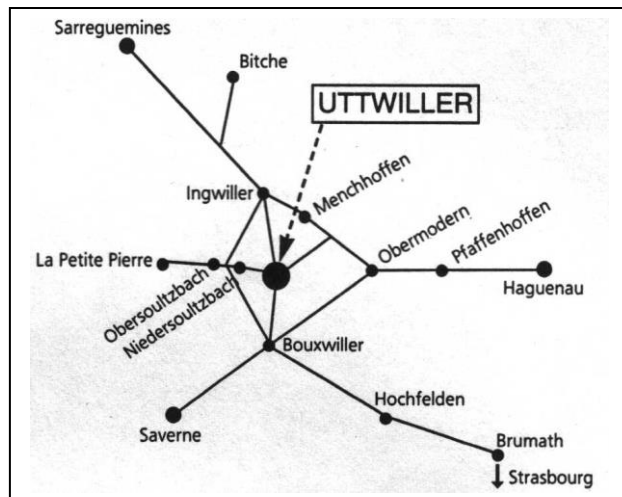 Sarreguemines
Bitche
UTTWILLER
Ingwiller
Menchhoffen
La Petite Pierre
Obersoultzbach
Niedersoultzbach
Obermodern
Pfaffenhoffen
Haguenau
Bouxwiller
Saverne
Hochfelden
Brumath
Strasbourg